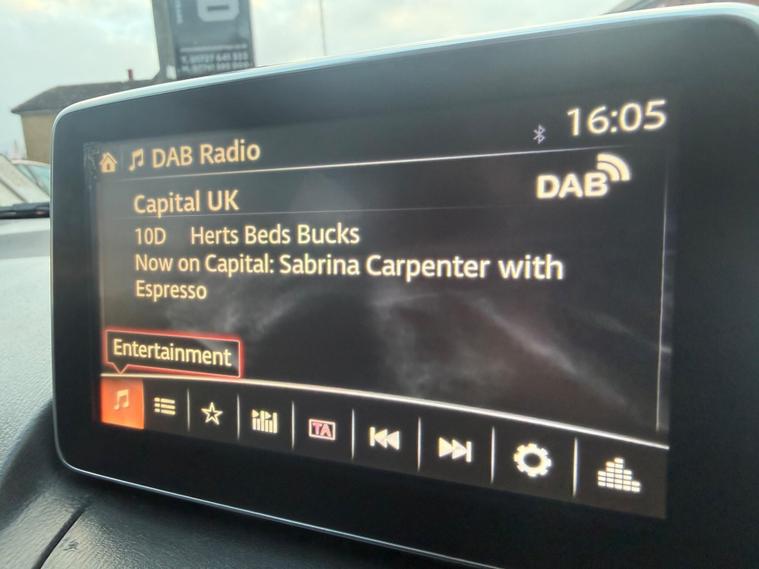 16:05
DAB Radio
DAB
Capital UK
10D Herts Beds Bucks
Now on Capital: Sabrina Carpenter with
Espresso
Entertainment
TA